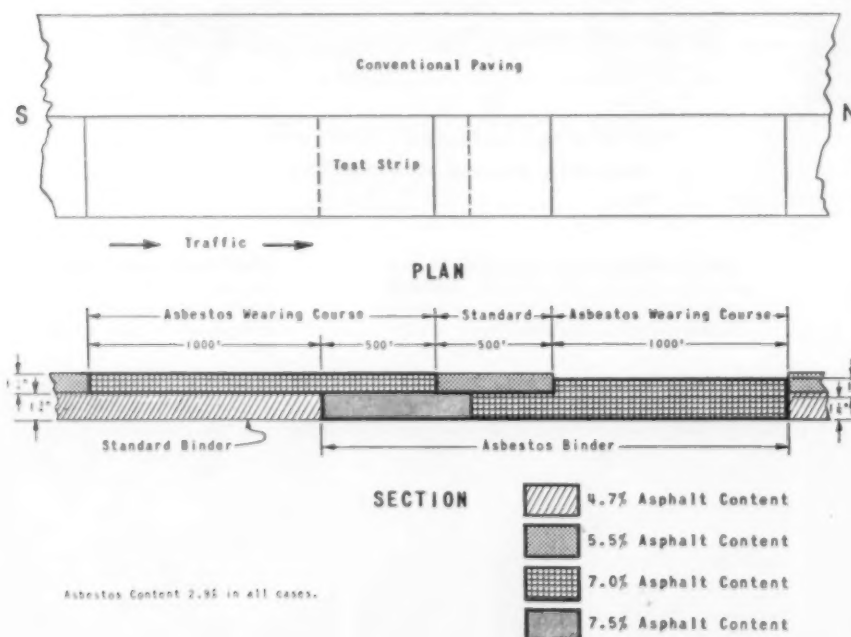 Conventional Paving
S
N
Test Strip
Traffic
PLAN
Asbestos Wearing Course
Standard
Asbestos Wearing Course
1000'
500'
500'
1000'
Standard Binder
Asbestos Binder
SECTION
4.7% Asphalt Content
5.5% Asphalt Content
7.0% Asphalt Content
7.5% Asphalt Content
Asbestos Content 2.9% in all cases.